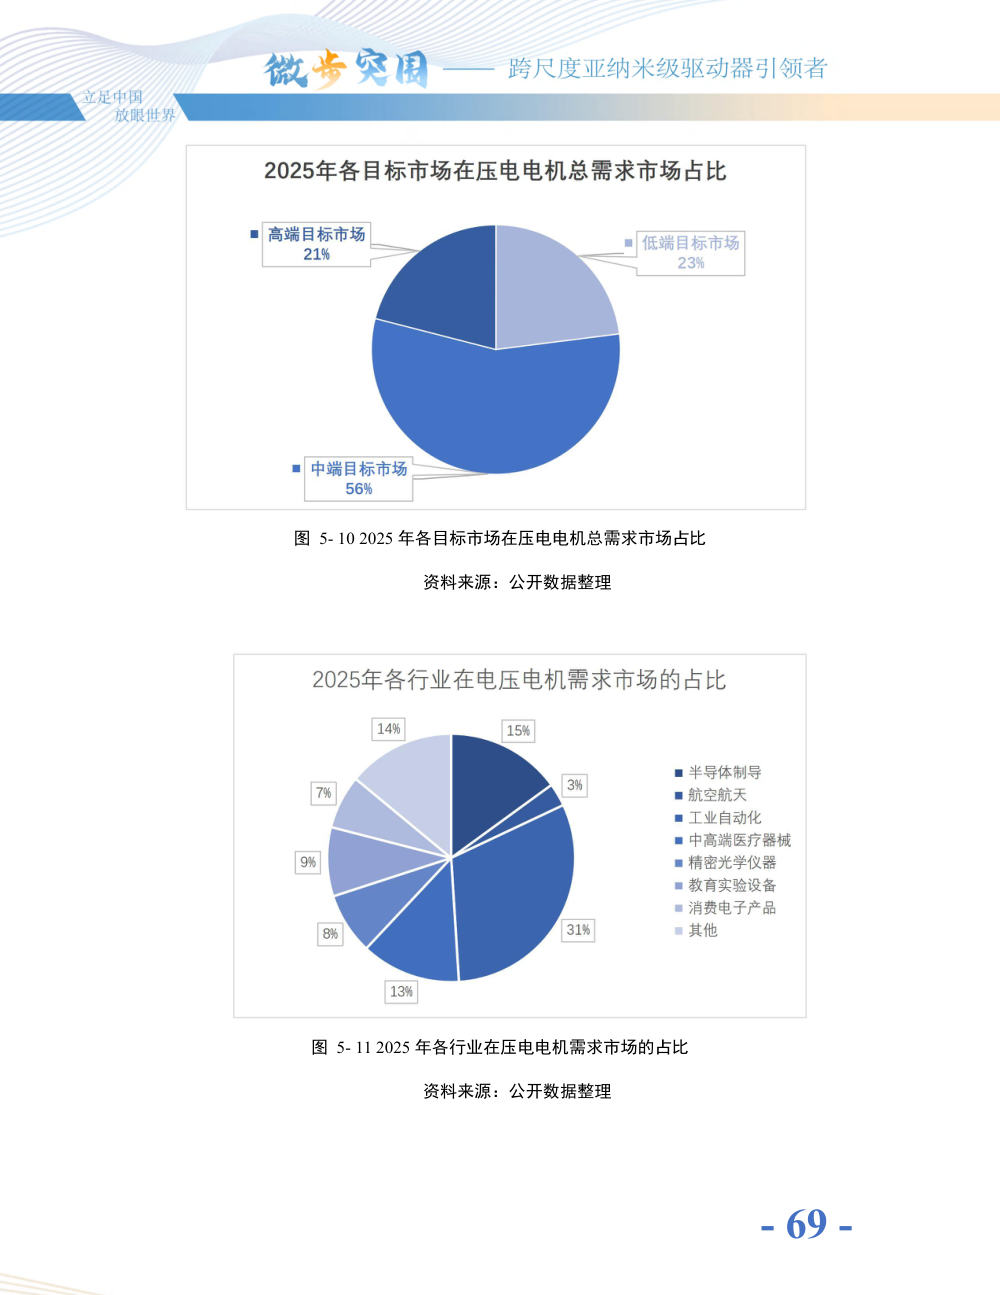 微步突围 —— 跨尺度亚纳米级驱动器引领者
立足中国
放眼世界
2025年各目标市场在压电电机总需求市场占比
高端目标市场
21%
低端目标市场
23%
中端目标市场
56%
图 5- 10 2025 年各目标市场在压电电机总需求市场占比
资料来源：公开数据整理
2025年各行业在电压电机需求市场的占比
14%
15%
3%
7%
9%
8%
31%
13%
半导体制导
航空航天
工业自动化
中高端医疗器械
精密光学仪器
教育实验设备
消费电子产品
其他
图 5- 11 2025 年各行业在压电电机需求市场的占比
资料来源：公开数据整理
- 69 -